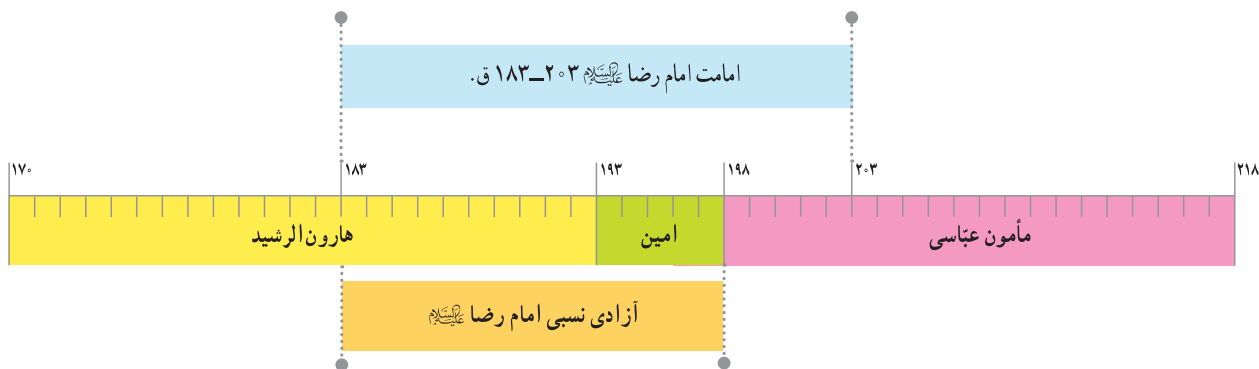 امامت امام رضا علیه‌السلام ۲۰۳ــ۱۸۳ ق.
۱۷۰
۱۸۳
۱۹۳
۱۹۸
۲۰۳
۲۱۸
هارون‌الرشید
امین
مأمون عبّاسی
آزادی نسبی امام رضا علیه‌السلام